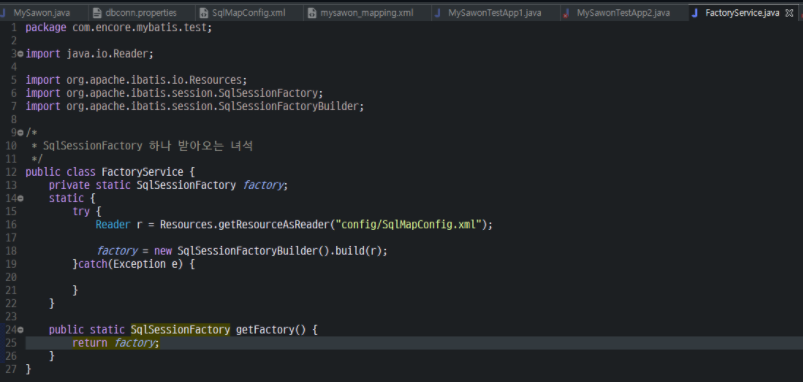 MySawon.java dbconn.properties SqlMapConfig.xml mysawon_mapping.xml MySawonTestApp1.java MySawonTestApp2.java FactoryService.java
1 package com.encore.mybatis.test;
2
3 import java.io.Reader;
4
5 import org.apache.ibatis.io.Resources;
6 import org.apache.ibatis.session.SqlSessionFactory;
7 import org.apache.ibatis.session.SqlSessionFactoryBuilder;
8
9 /*
10 * SqlSessionFactory 하나 받아오는 녀석
11 */
12 public class FactoryService {
13 private static SqlSessionFactory factory;
14 static {
15 try {
16 Reader r = Resources.getResourceAsReader("config/SqlMapConfig.xml");
17
18 factory = new SqlSessionFactoryBuilder().build(r);
19 }catch(Exception e) {
20
21 }
22 }
23
24 public static SqlSessionFactory getFactory() {
25 return factory;
26 }
27 }